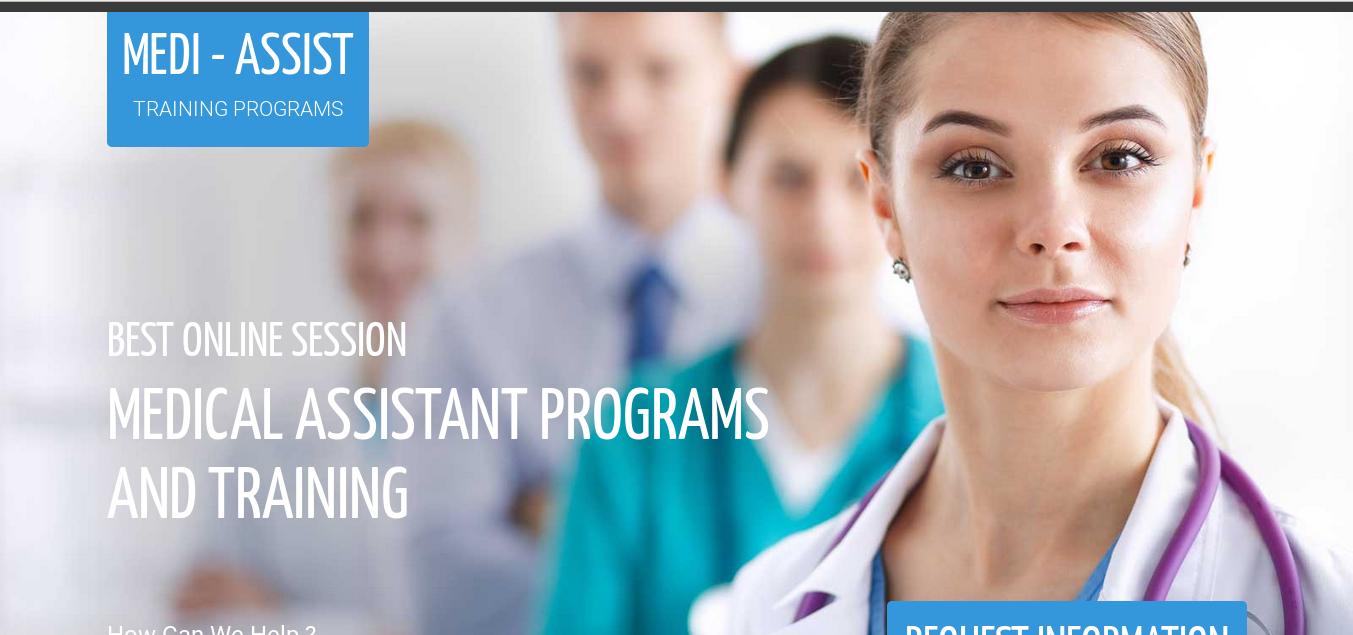 MEDI - ASSIST
TRAINING PROGRAMS
BEST ONLINE SESSION
MEDICAL ASSISTANT PROGRAMS
AND TRAINING
How Can We Help ?
REQUEST INFORMATION